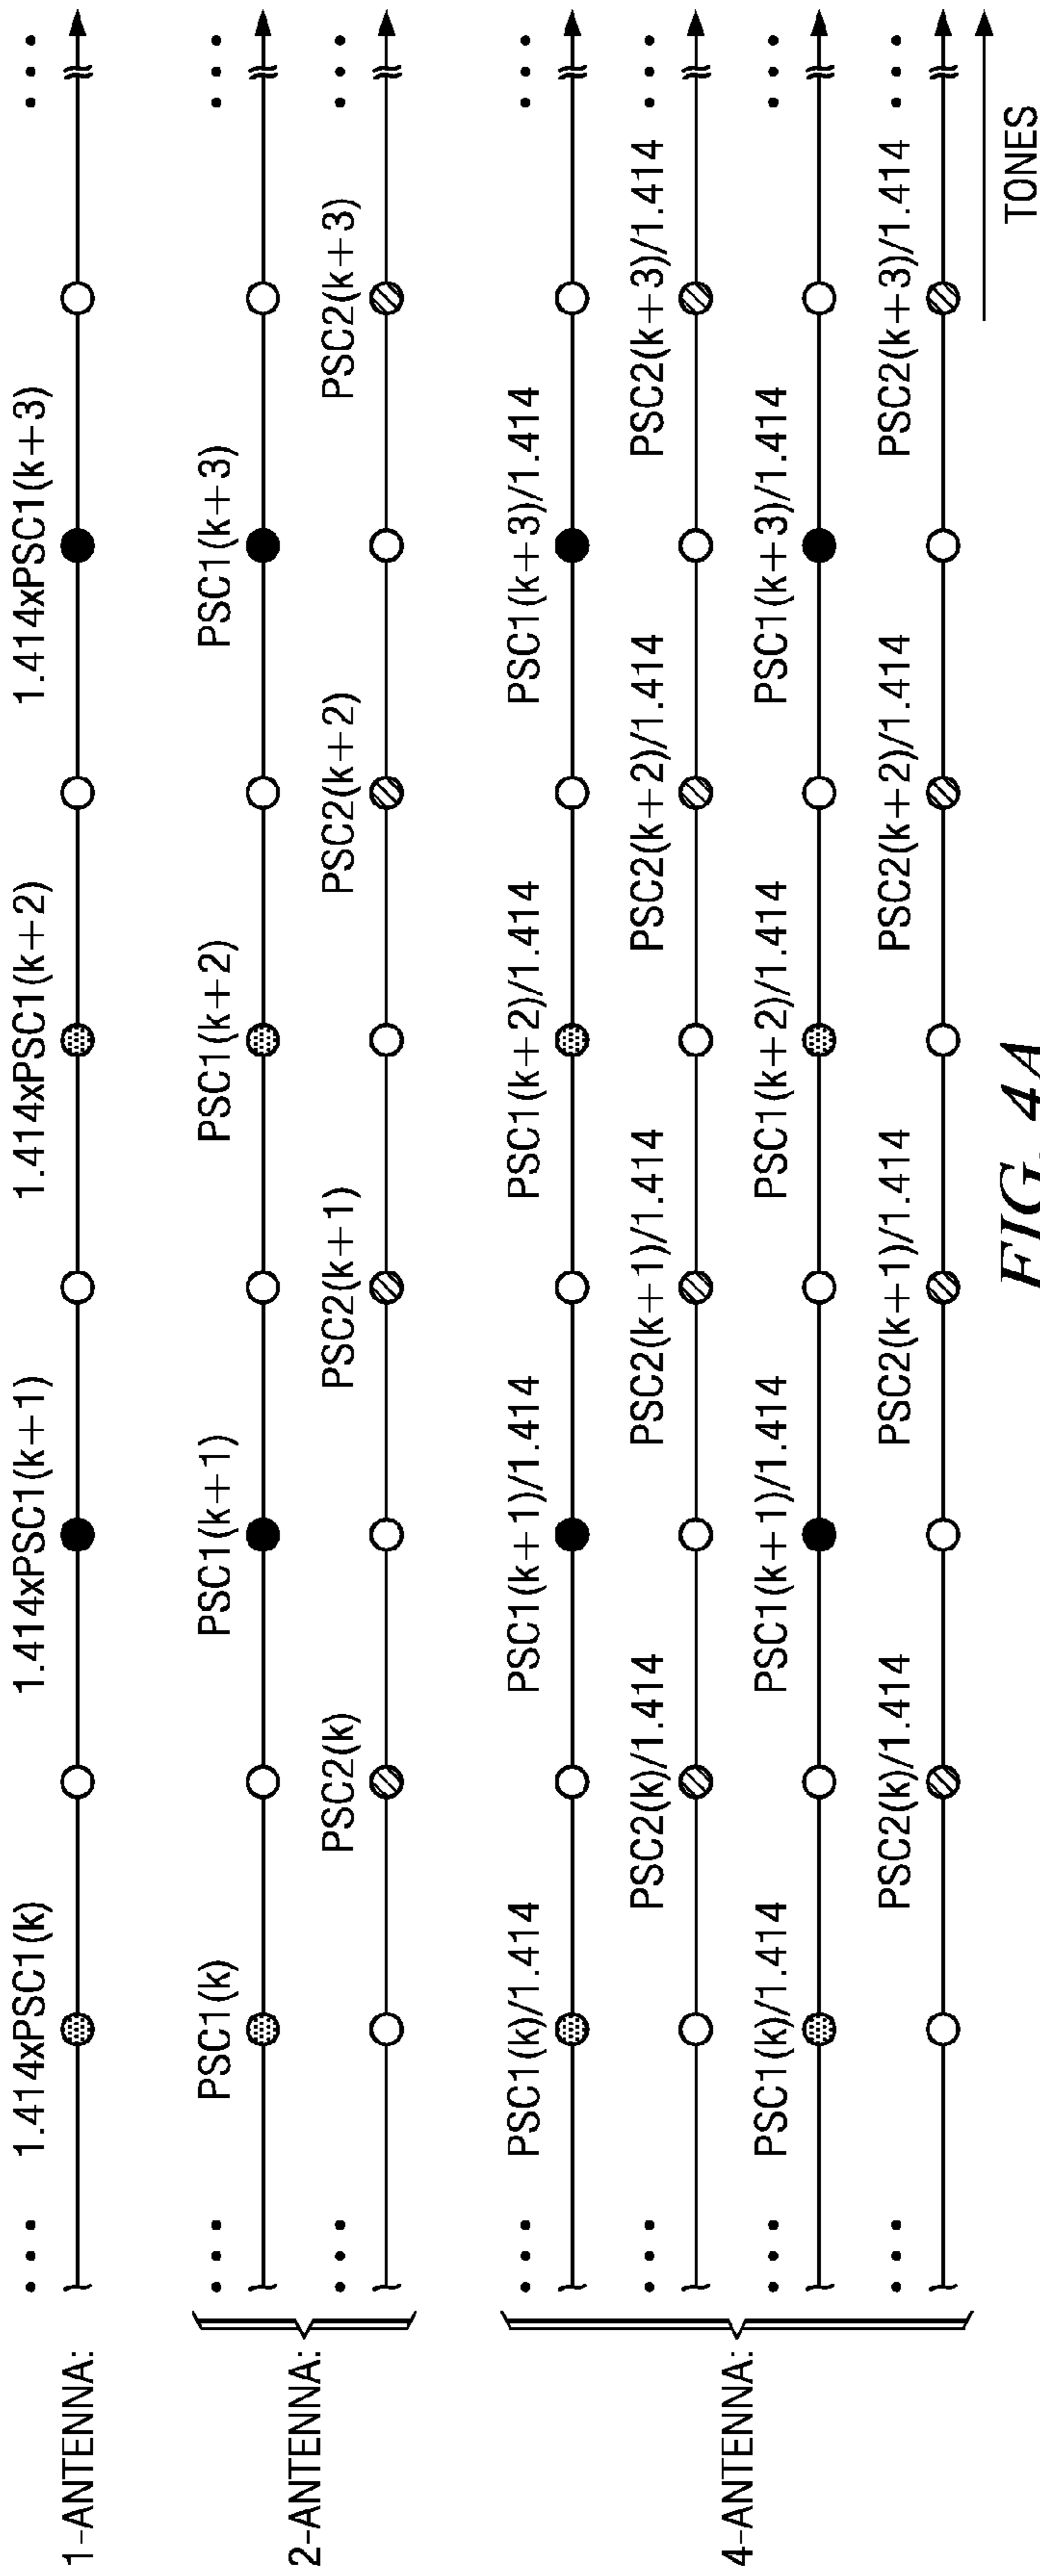 1-ANTENNA:
1.414xPSC1(k) 1.414xPSC1(k+1) 1.414xPSC1(k+2) 1.414xPSC1(k+3)
2-ANTENNA:
PSC1(k) PSC1(k+1) PSC1(k+2) PSC1(k+3)
PSC2(k) PSC2(k+1) PSC2(k+2) PSC2(k+3)
4-ANTENNA:
PSC1(k)/1.414 PSC1(k+1)/1.414 PSC1(k+2)/1.414 PSC1(k+3)/1.414
PSC2(k)/1.414 PSC2(k+1)/1.414 PSC2(k+2)/1.414 PSC2(k+3)/1.414
PSC1(k)/1.414 PSC1(k+1)/1.414 PSC1(k+2)/1.414 PSC1(k+3)/1.414
PSC2(k)/1.414 PSC2(k+1)/1.414 PSC2(k+2)/1.414 PSC2(k+3)/1.414
TONES
FIG. 4A